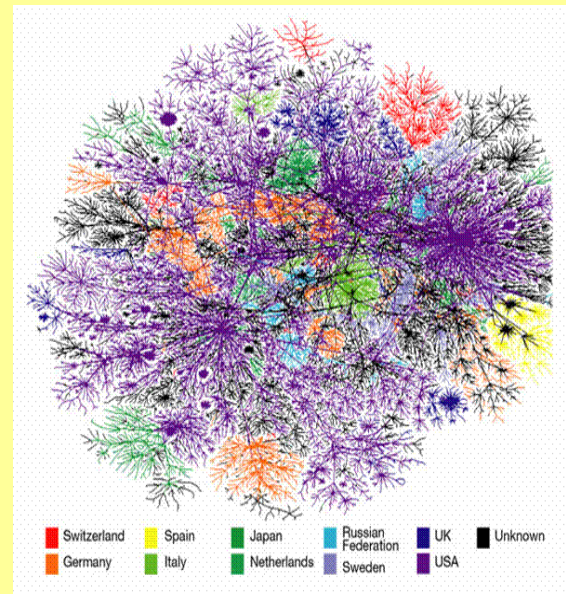 Switzerland
Spain
Japan
Russian
Federation
UK
Unknown
Germany
Italy
Netherlands
Sweden
USA